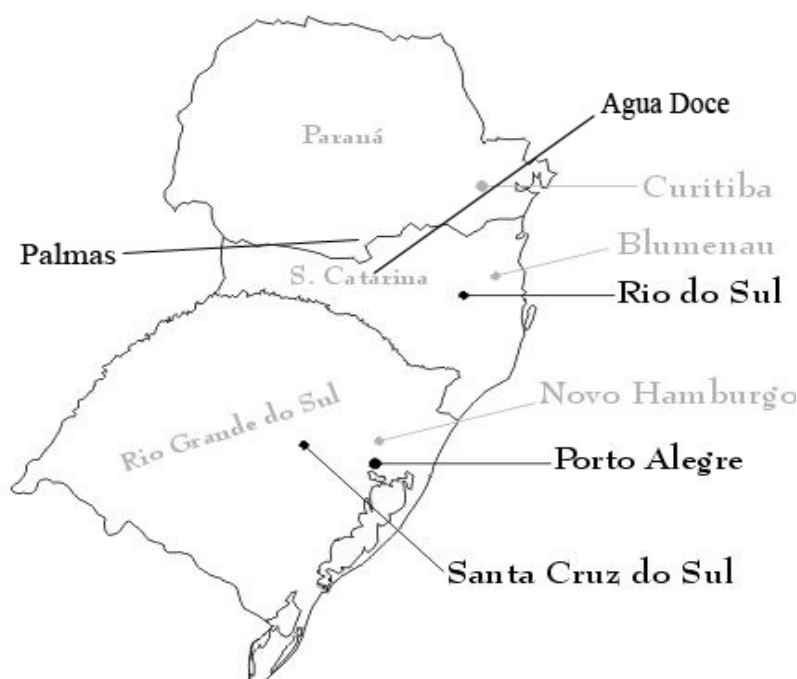 Agua Doce
Paraná
Curitiba
Palmas
Blumenau
S. Catarina
Rio do Sul
Novo Hamburgo
Rio Grande do Sul
Porto Alegre
Santa Cruz do Sul